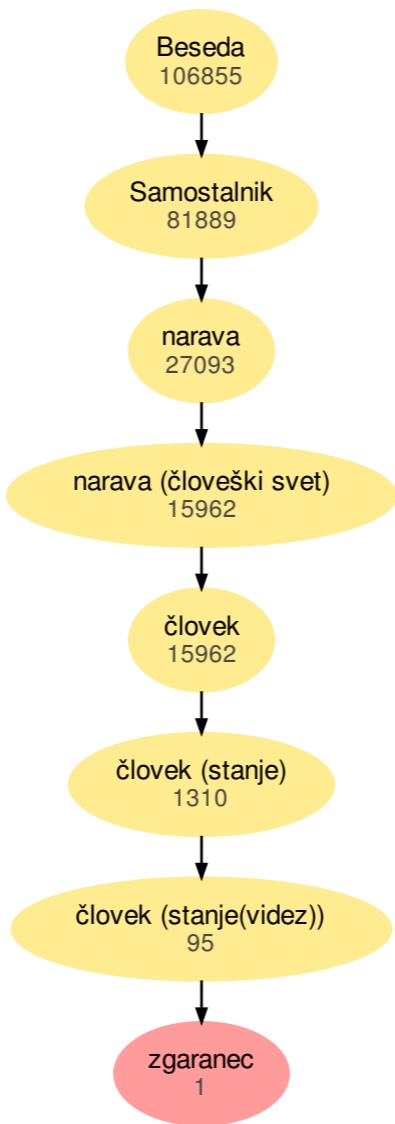 Beseda
106855
Samostalnik
81889
narava
27093
narava (človeški svet)
15962
človek
15962
človek (stanje)
1310
človek (stanje(videz))
95
zgaranec
1